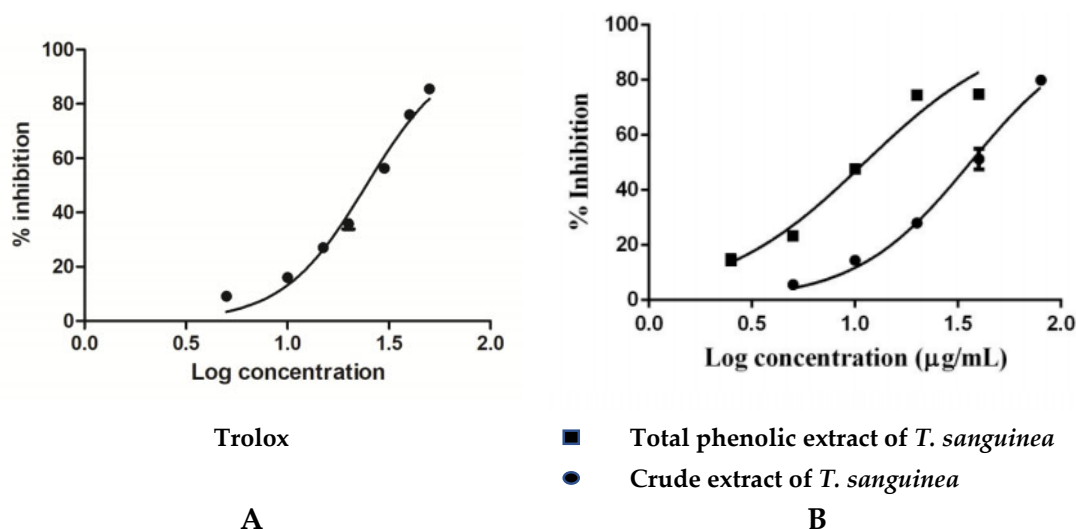 100
80
60
40
20
0
% inhibition
0.0 0.5 1.0 1.5 2.0
Log concentration
100
80
60
40
20
0
% Inhibition
0.0 0.5 1.0 1.5 2.0
Log concentration (µg/mL)
Trolox
Total phenolic extract of T. sanguinea
Crude extract of T. sanguinea
A
B